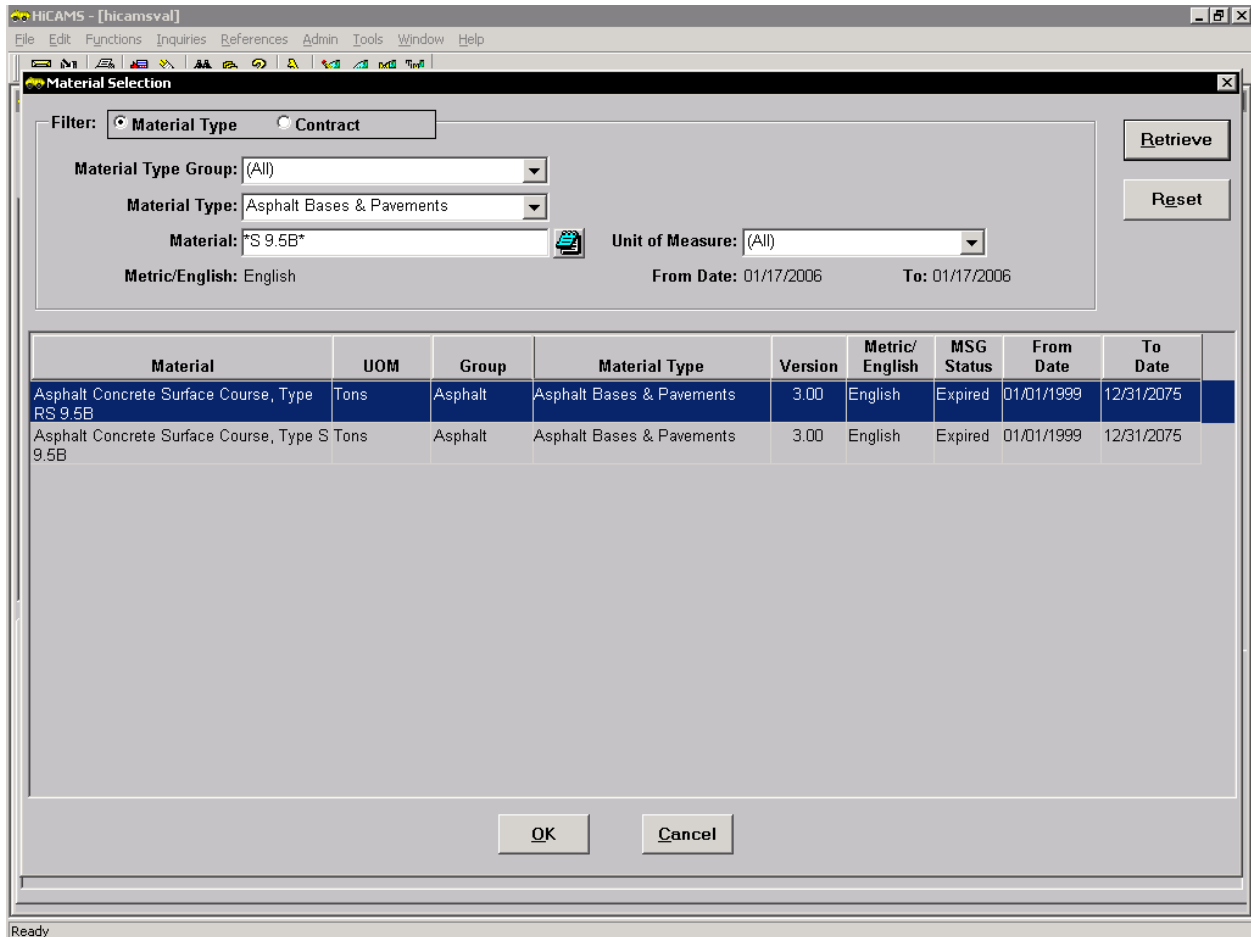 HiCAMS - [hicamsval]
File Edit Functions Inquiries References Admin Tools Window Help
Material Selection
Filter: Material Type Contract
Retrieve
Material Type Group: (All)
Reset
Material Type: Asphalt Bases & Pavements
Material: *S 9.5B* Unit of Measure: (All)
Metric/English: English From Date: 01/17/2006 To: 01/17/2006
Material UOM Group Material Type Version Metric/ English MSG Status From Date To Date
Asphalt Concrete Surface Course, Type Tons Asphalt Asphalt Bases & Pavements 3.00 English Expired 01/01/1999 12/31/2075
RS 9.5B
Asphalt Concrete Surface Course, Type S Tons Asphalt Asphalt Bases & Pavements 3.00 English Expired 01/01/1999 12/31/2075
9.5B
OK Cancel
Ready